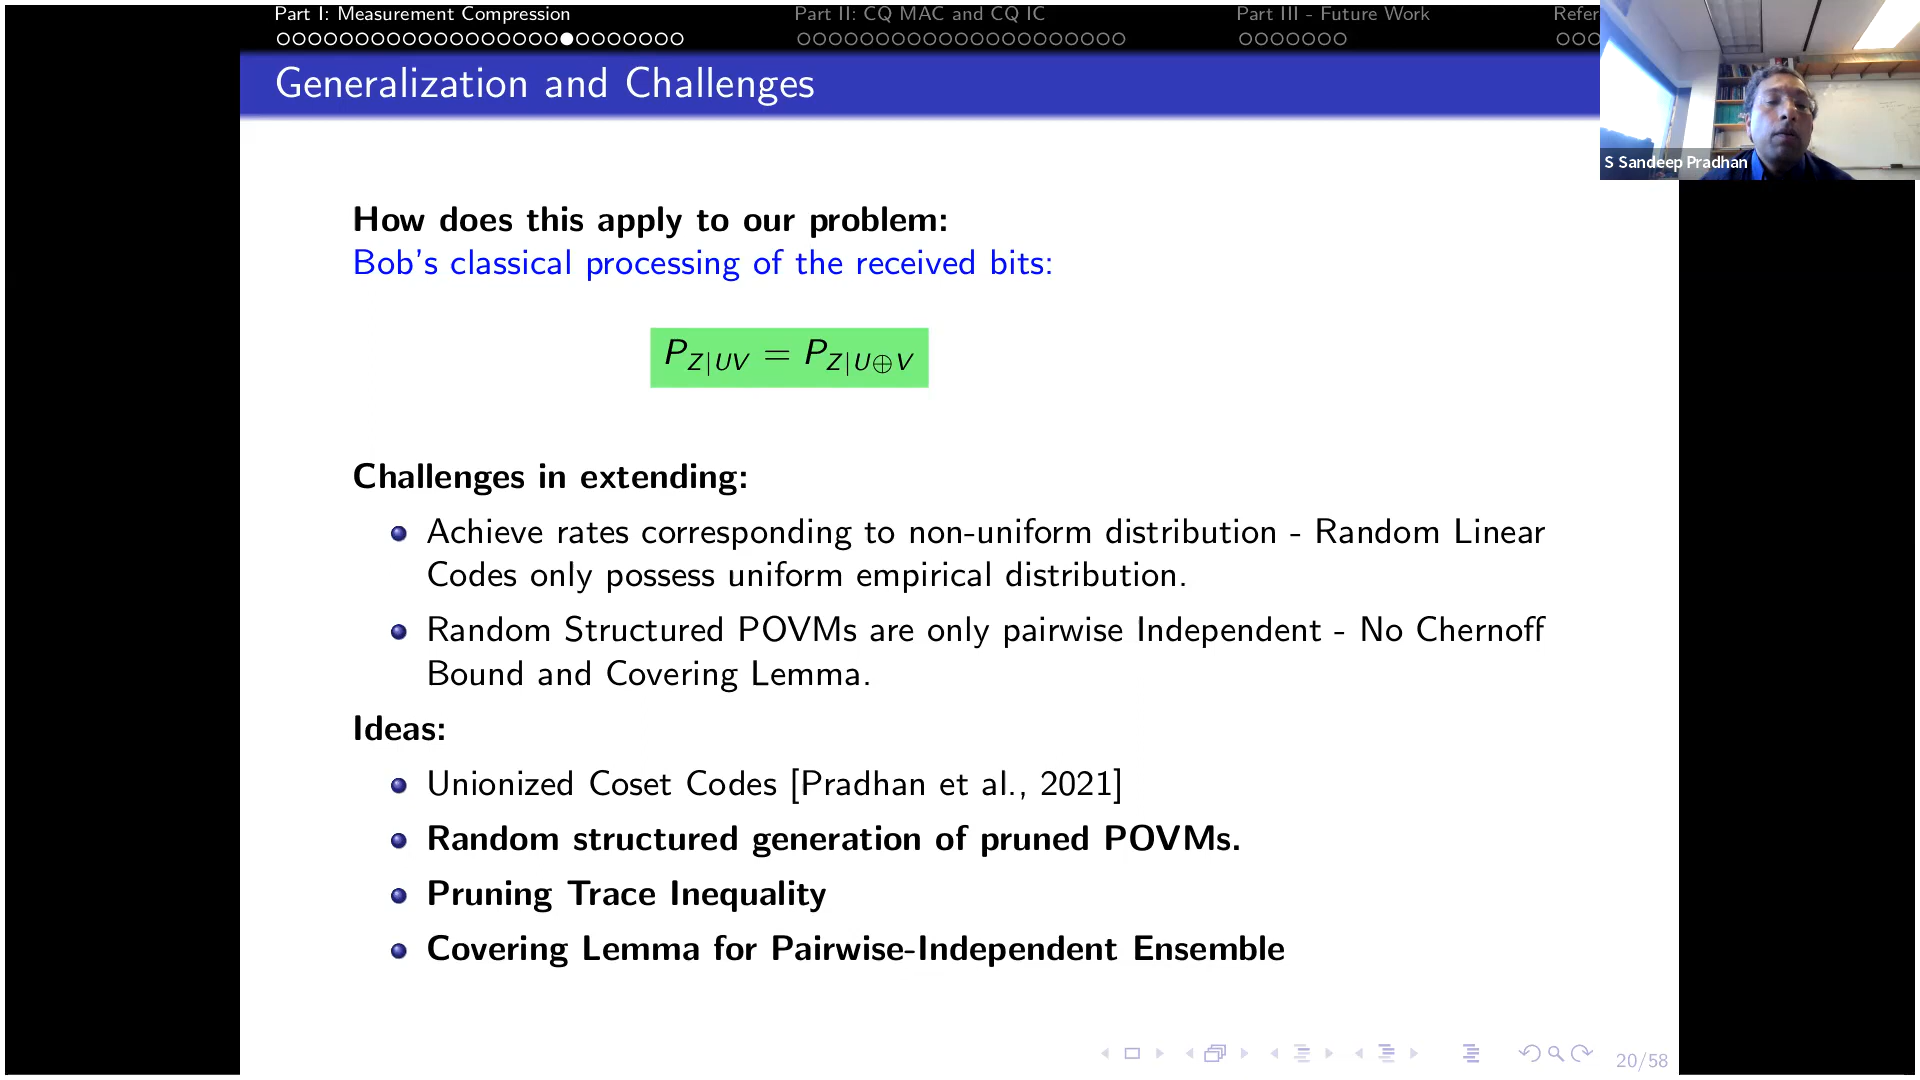 Part I: Measurement Compression
Part II: CQ MAC and CQ IC
Part III - Future Work
Refer
Generalization and Challenges
S Sandeep Pradhan
How does this apply to our problem:
Bob's classical processing of the received bits:
P_{Z|UV} = P_{Z|U⊕V}
Challenges in extending:
Achieve rates corresponding to non-uniform distribution - Random Linear
Codes only possess uniform empirical distribution.
Random Structured POVMs are only pairwise Independent - No Chernoff
Bound and Covering Lemma.
Ideas:
Unionized Coset Codes [Pradhan et al., 2021]
Random structured generation of pruned POVMs.
Pruning Trace Inequality
Covering Lemma for Pairwise-Independent Ensemble
20/58